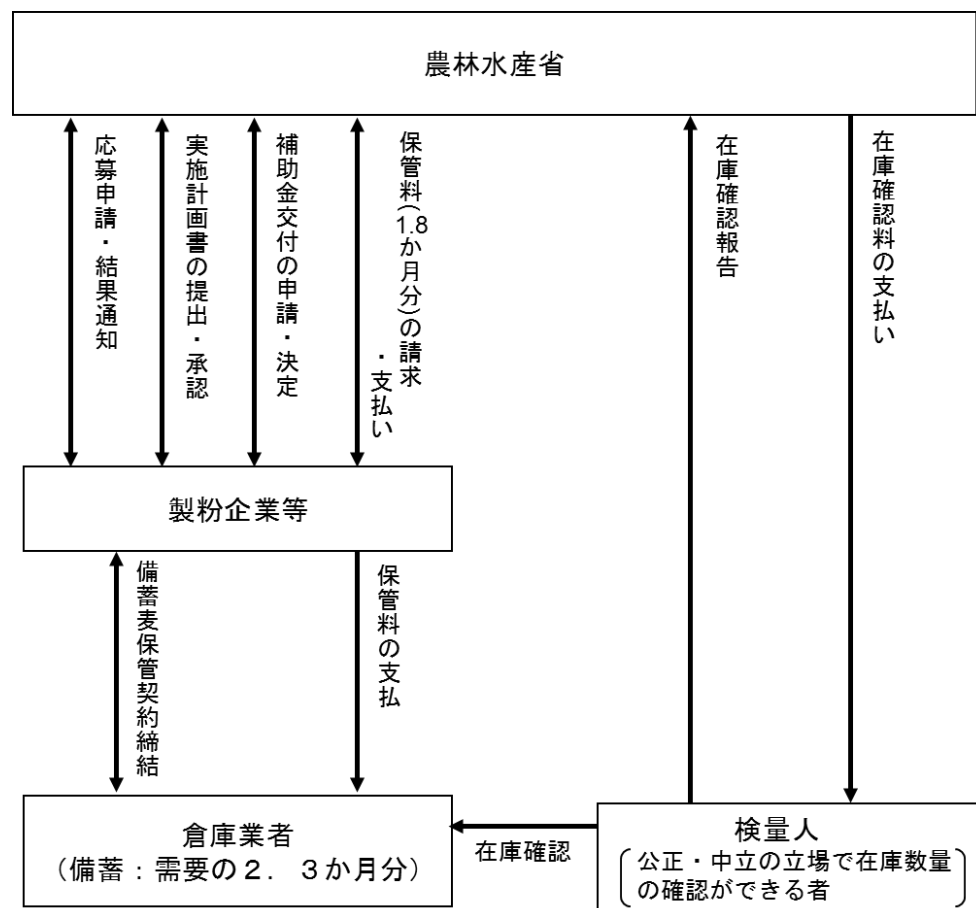 農林水産省
応募申請・結果通知
実施計画書の提出・承認
補助金交付の申請・決定
保管料(1.8か月分)の請求
・支払い
在庫確認報告
在庫確認料の支払い
製粉企業等
備蓄麦保管契約締結
保管料の支払
倉庫業者
（備蓄：需要の２．３か月分）
在庫確認
検量人
公正・中立の立場で在庫数量
の確認ができる者